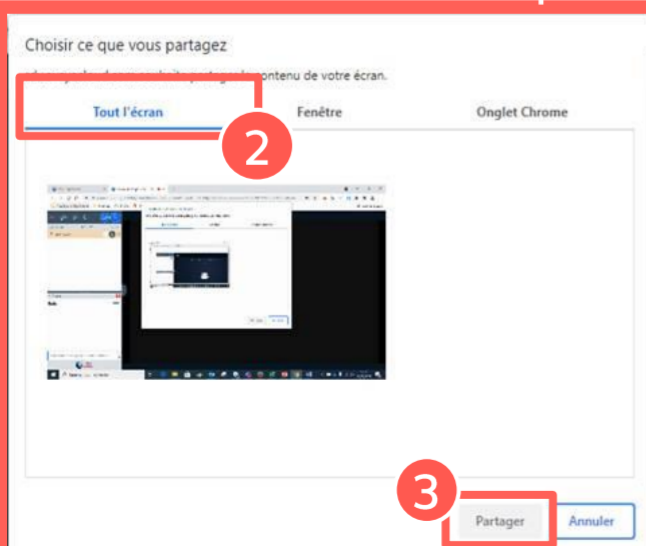 Choisir ce que vous partagez
contenu de votre écran.
Tout l'écran
Fenêtre
Onglet Chrome
2
3
Partager
Annuler